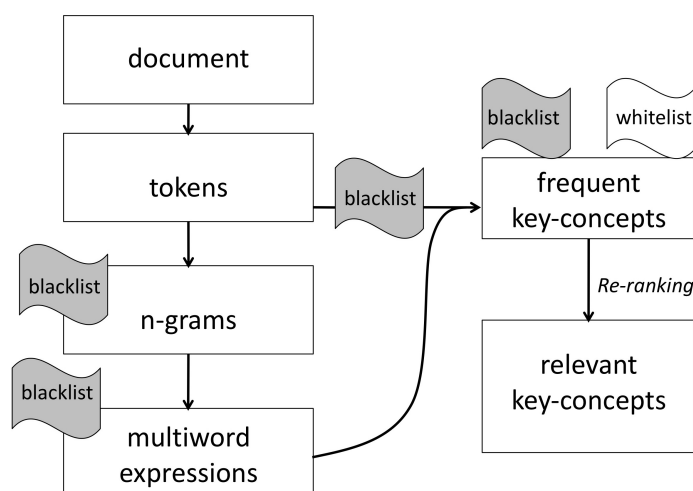 document
tokens
blacklist
n-grams
blacklist
multiword
expressions
blacklist
blacklist
whitelist
frequent
key-concepts
Re-ranking
relevant
key-concepts